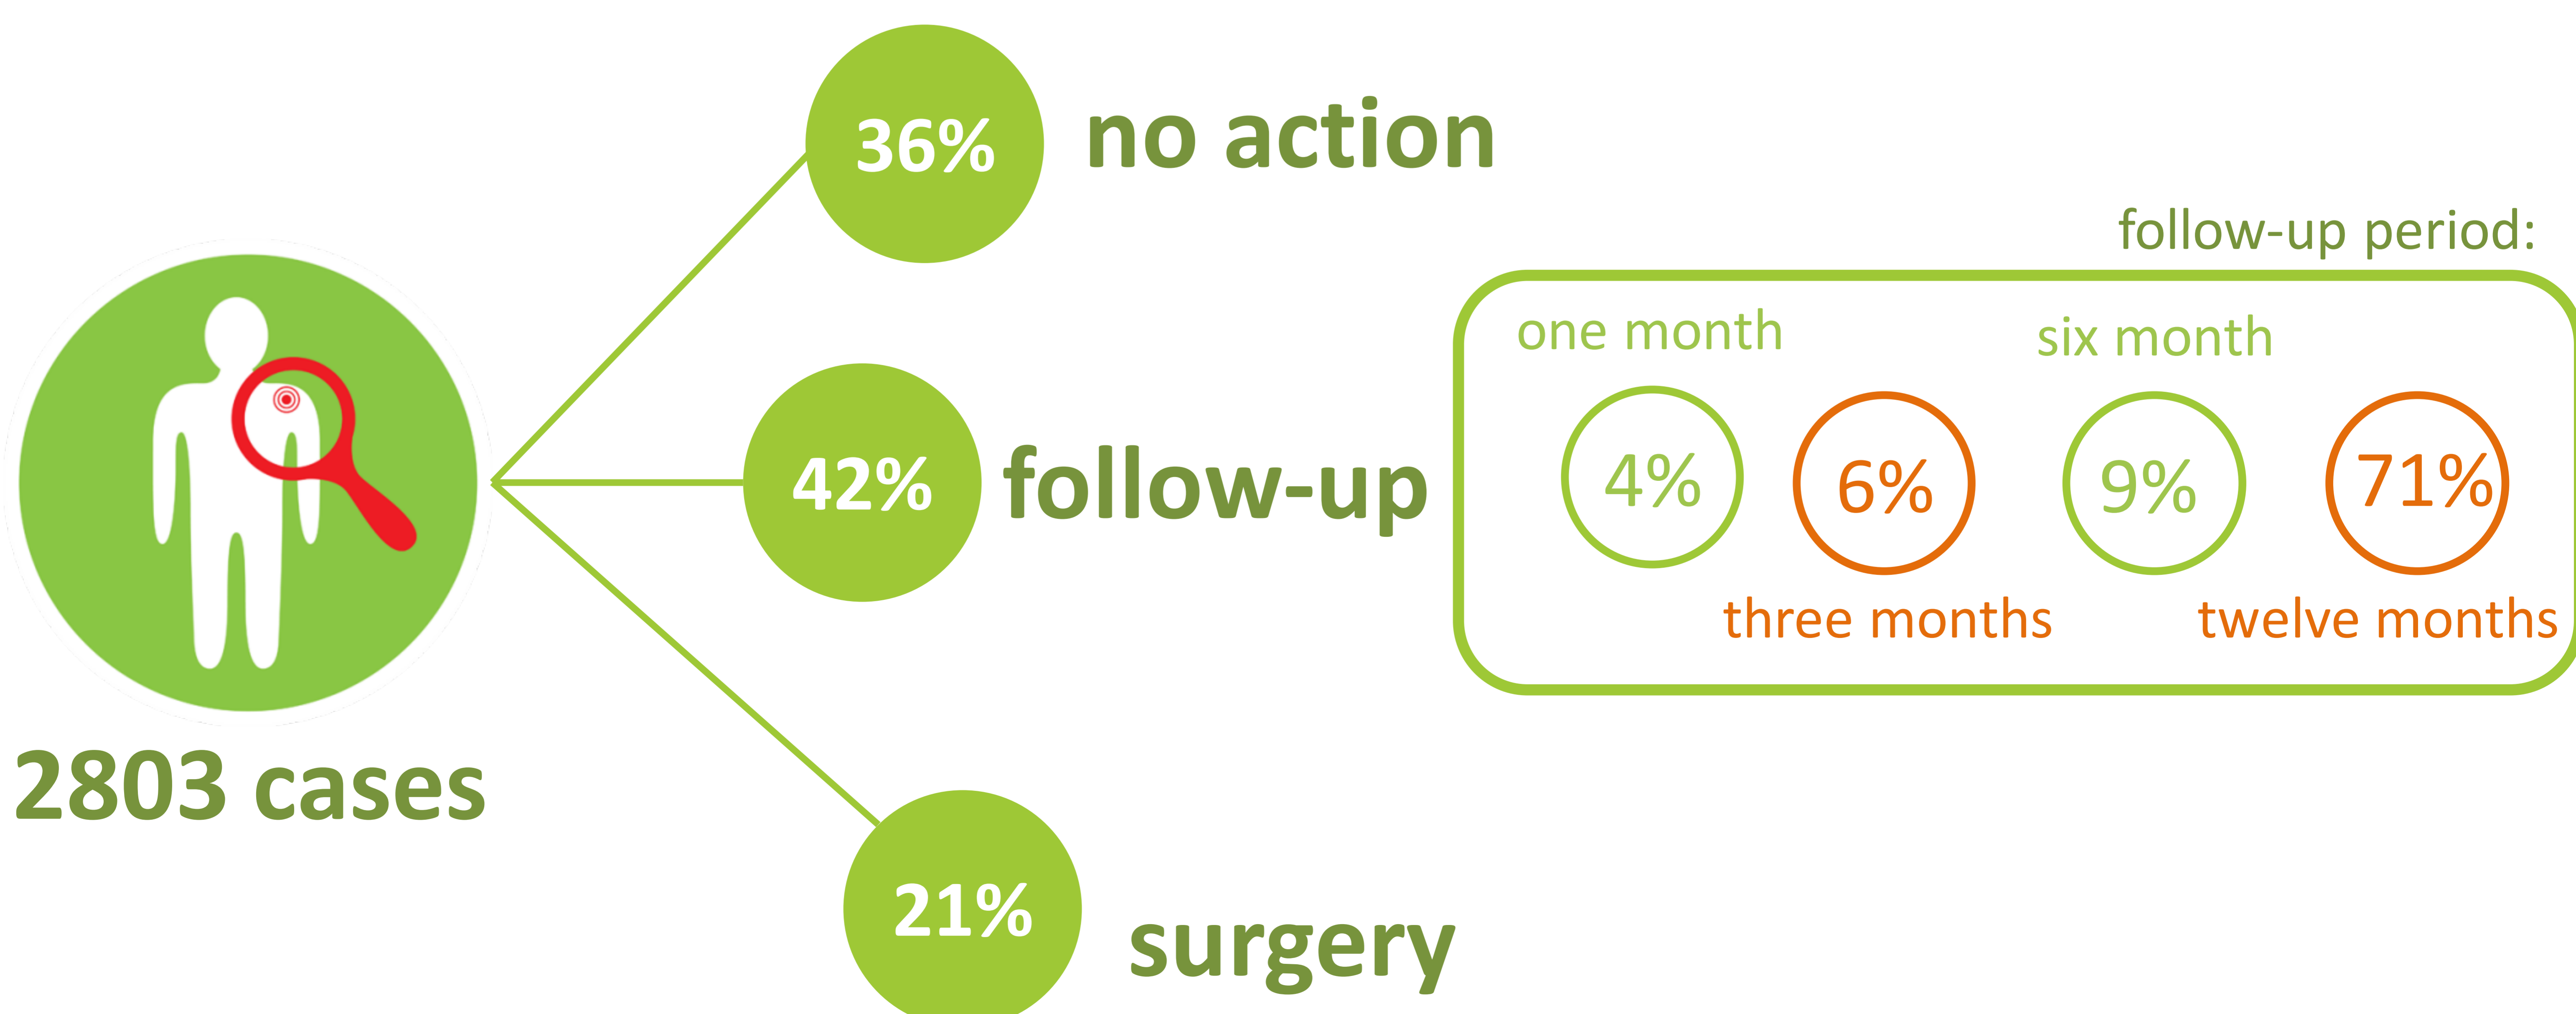 36% no action
follow-up period:
one month
six month
42% follow-up
4%
6%
9%
71%
three months
twelve months
2803 cases
21%
surgery